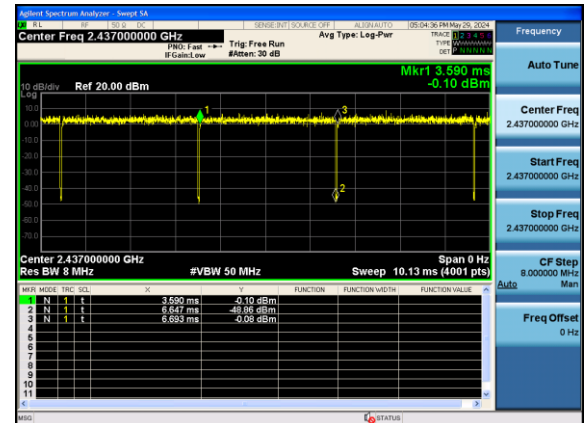 Agilent Spectrum Analyzer - Swept SA
RL RF 50 Ω DC SENSE:INT SOURCE OFF ALIGN AUTO 05:04:36 PM May 29, 2024
Center Freq 2.437000000 GHz
PNO: Fast
IFGain:Low
Trig: Free Run
#Atten: 30 dB
Avg Type: Log-Pwr
TRACE 1 2 3 4 5 6
TYPE
DET P N N N N N
Mkr1 3.590 ms
-0.10 dBm
10 dB/div Ref 20.00 dBm
Log
10.0
0.00
-10.0
-20.0
-30.0
-40.0
-50.0
-60.0
-70.0
1
3
2
Center 2.437000000 GHz Span 0 Hz
Res BW 8 MHz #VBW 50 MHz Sweep 10.13 ms (4001 pts)
MKR MODE TRC SCL X Y FUNCTION FUNCTION WIDTH FUNCTION VALUE
1 N 1 t 3.590 ms -0.10 dBm
2 N 1 t 6.647 ms -48.86 dBm
3 N 1 t 6.693 ms -0.08 dBm
4
5
6
7
8
9
10
11
MSG STATUS
Frequency
Auto Tune
Center Freq
2.437000000 GHz
Start Freq
2.437000000 GHz
Stop Freq
2.437000000 GHz
CF Step
8.000000 MHz
Auto Man
Freq Offset
0 Hz